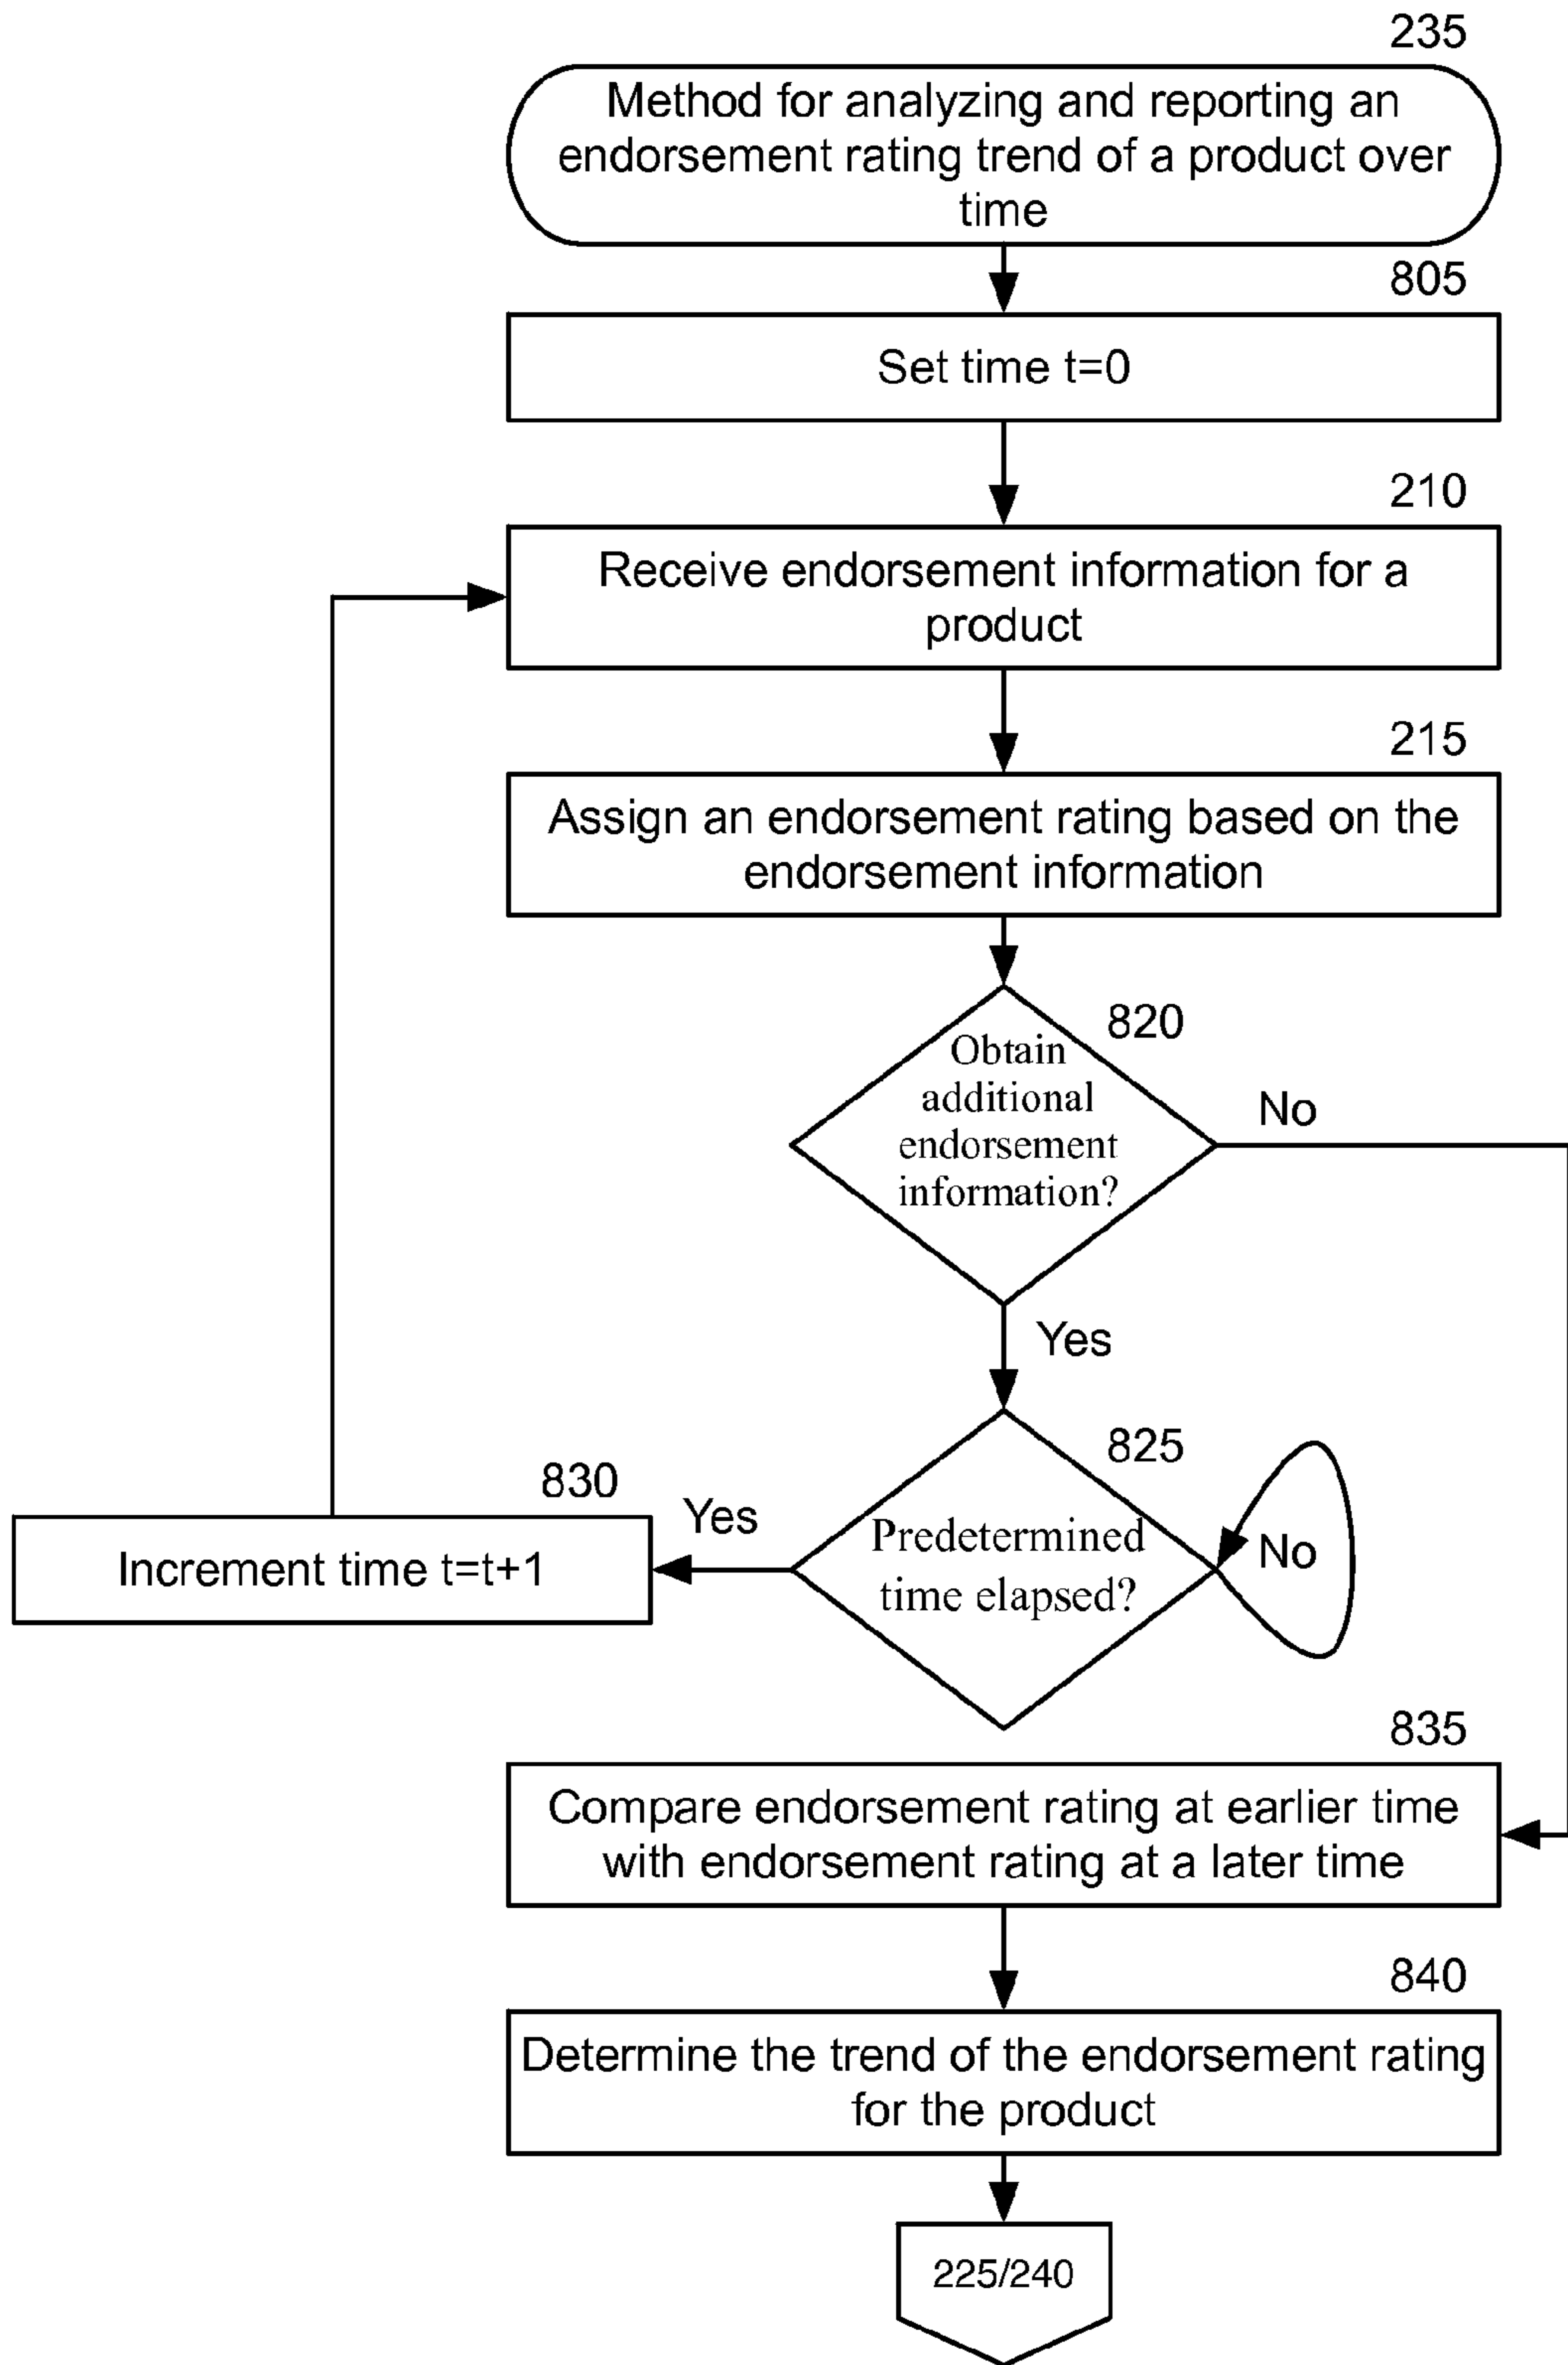 235
Method for analyzing and reporting an
endorsement rating trend of a product over
time
805
Set time t=0
210
Receive endorsement information for a
product
215
Assign an endorsement rating based on the
endorsement information
820
Obtain
additional
endorsement
information?
No
Yes
825
Predetermined
time elapsed?
No
Yes
830
Increment time t=t+1
835
Compare endorsement rating at earlier time
with endorsement rating at a later time
840
Determine the trend of the endorsement rating
for the product
225/240